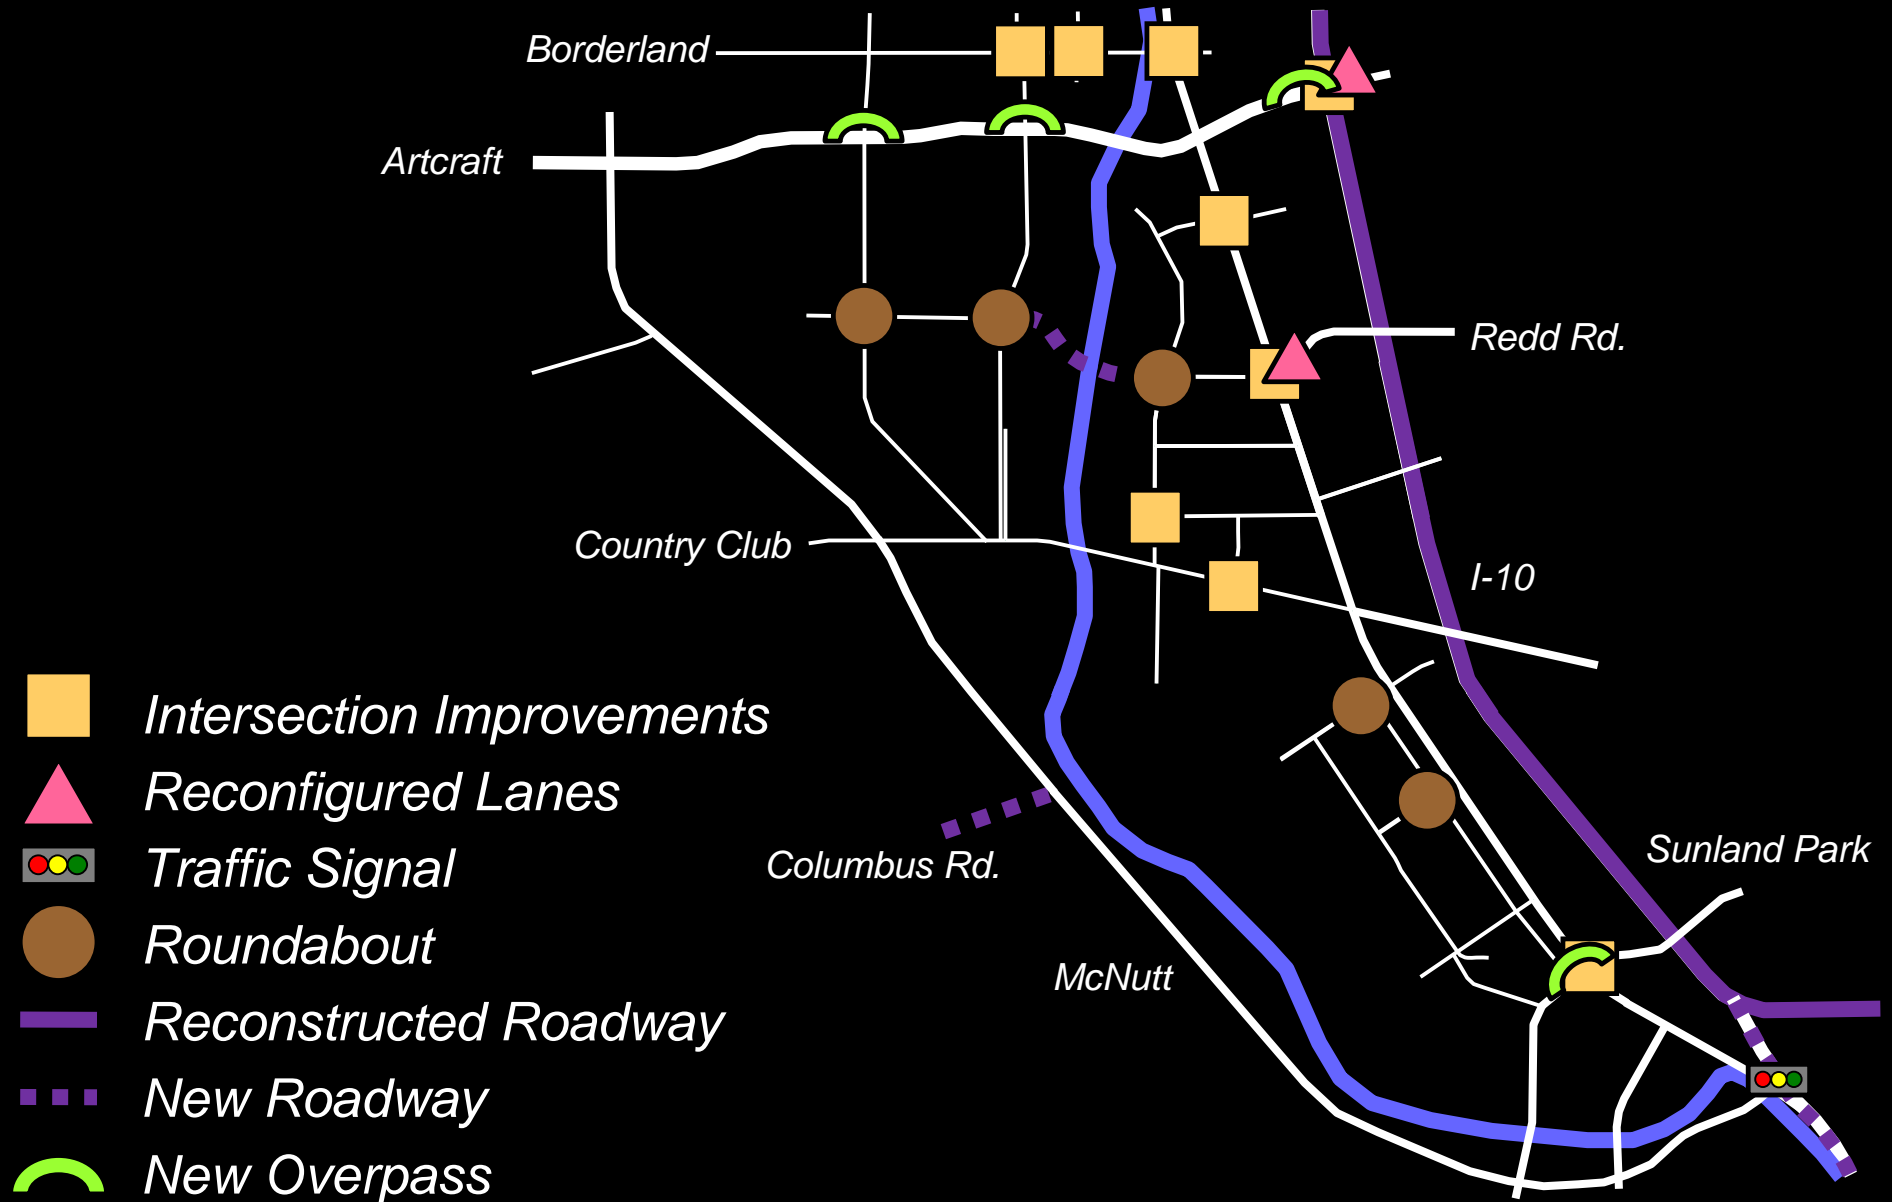 Borderland
Artcraft
Redd Rd.
Country Club
I-10
Intersection Improvements
Reconfigured Lanes
Columbus Rd.
Sunland Park
Traffic Signal
Roundabout
McNutt
Reconstructed Roadway
New Roadway
New Overpass